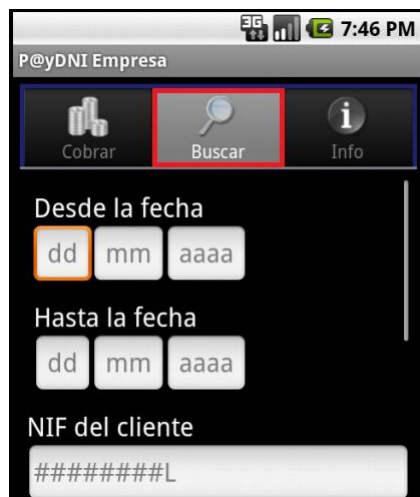 3G 7:46 PM
P@yDNI Empresa
Cobrar Buscar Info
Desde la fecha
dd mm aaaa
Hasta la fecha
dd mm aaaa
NIF del cliente
########L